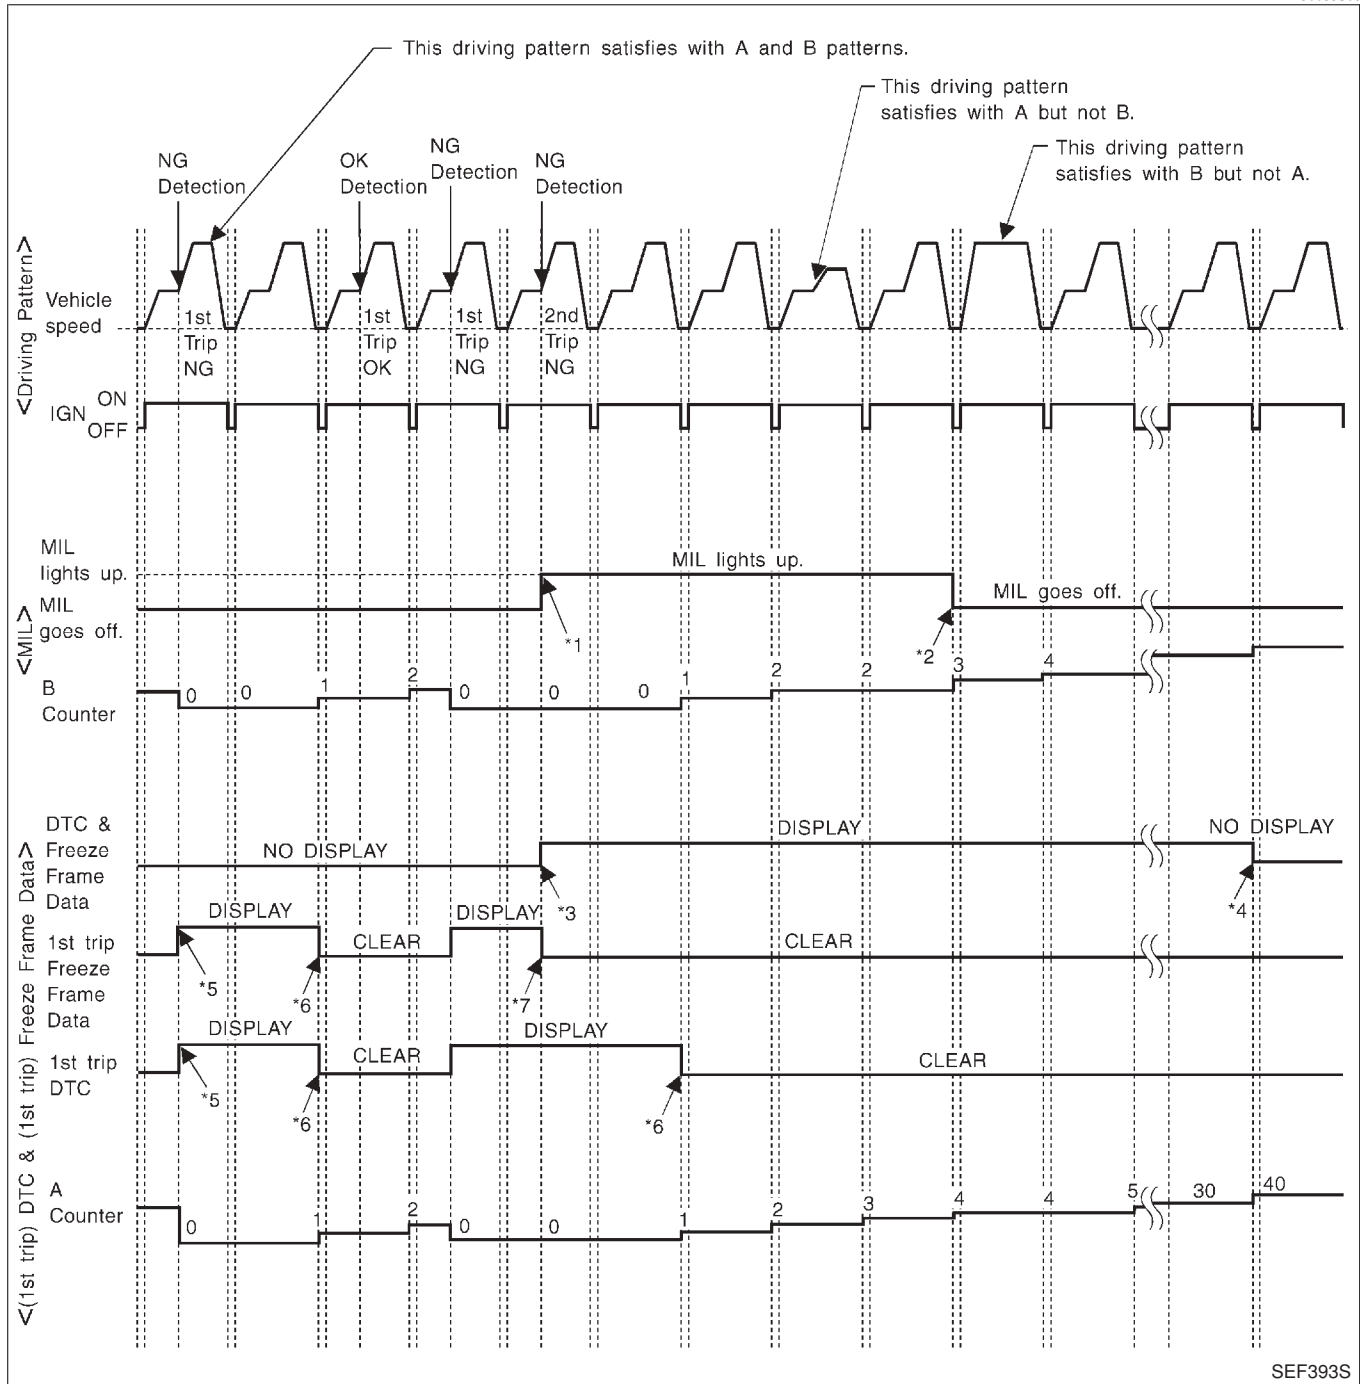 This driving pattern satisfies with A and B patterns.
This driving pattern
satisfies with A but not B.
This driving pattern
satisfies with B but not A.
NG
Detection
OK
Detection
NG
Detection
NG
Detection
<Driving Pattern>
Vehicle
speed
1st
Trip
NG
1st
Trip
OK
1st
Trip
NG
2nd
Trip
NG
IGN
ON
OFF
<MIL>
MIL
lights up.
MIL lights up.
MIL
goes off.
MIL goes off.
*1
*2
B
Counter
0 0 1 2 0 0 0 1 2 2 3 4
<(1st trip) DTC & (1st trip) Freeze Frame Data>
DTC &
Freeze
Frame
Data
NO DISPLAY
DISPLAY
NO DISPLAY
*3
*4
1st trip
Freeze
Frame
Data
DISPLAY
CLEAR
DISPLAY
CLEAR
*5
*6
*7
1st trip
DTC
DISPLAY
CLEAR
DISPLAY
CLEAR
*5
*6
*6
A
Counter
0 1 2 0 0 1 2 3 4 4 5 30 40
SEF393S